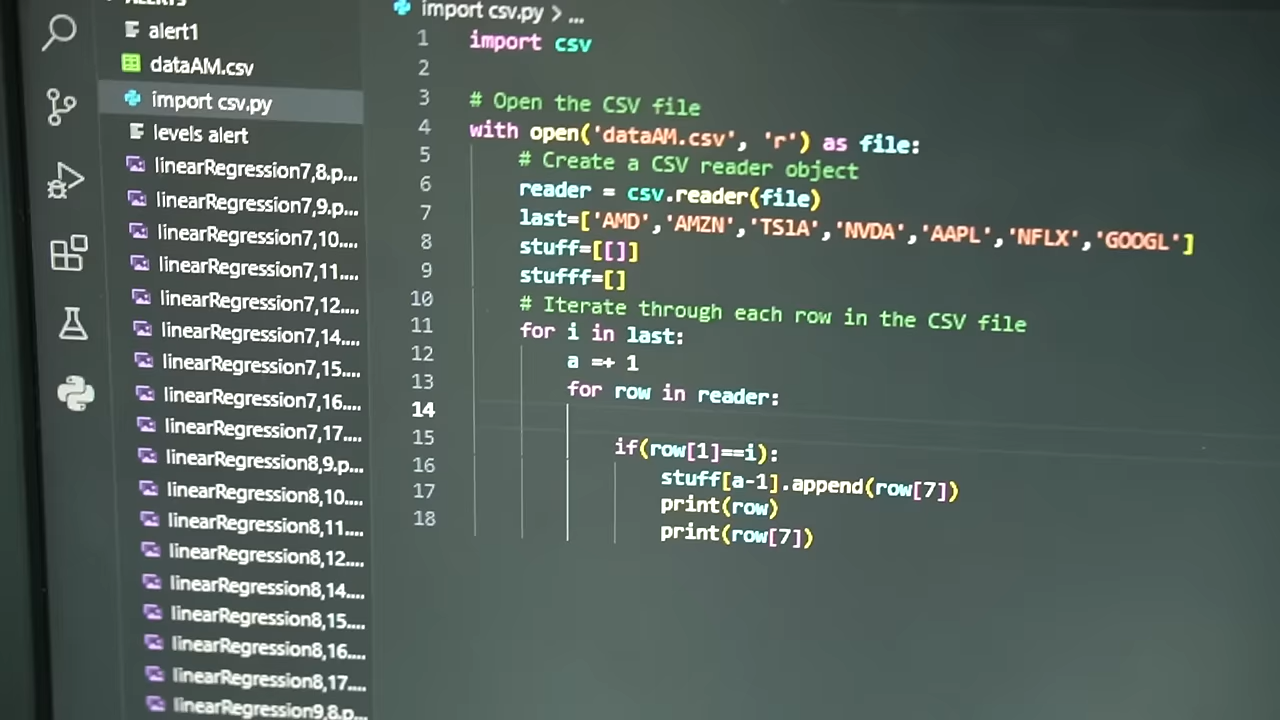 alert1
dataAM.csv
import csv.py
levels alert
linearRegression7,8.p...
linearRegression7,9.p...
linearRegression7,10....
linearRegression7,11....
linearRegression7,12....
linearRegression7,14....
linearRegression7,15....
linearRegression7,16....
linearRegression7,17....
linearRegression8,9.p...
linearRegression8,10....
linearRegression8,11....
linearRegression8,12....
linearRegression8,14....
linearRegression8,15....
linearRegression8,16....
linearRegression8,17....
linearRegression9,8.p...
import csv.py > ...
1 import csv
2
3 # Open the CSV file
4 with open('dataAM.csv', 'r') as file:
5 # Create a CSV reader object
6 reader = csv.reader(file)
7 last=['AMD','AMZN','TSlA','NVDA','AAPL','NFLX','GOOGL']
8 stuff=[[]]
9 stufff=[]
10 # Iterate through each row in the CSV file
11 for i in last:
12 a =+ 1
13 for row in reader:
14
15 if(row[1]==i):
16 stuff[a-1].append(row[7])
17 print(row)
18 print(row[7])